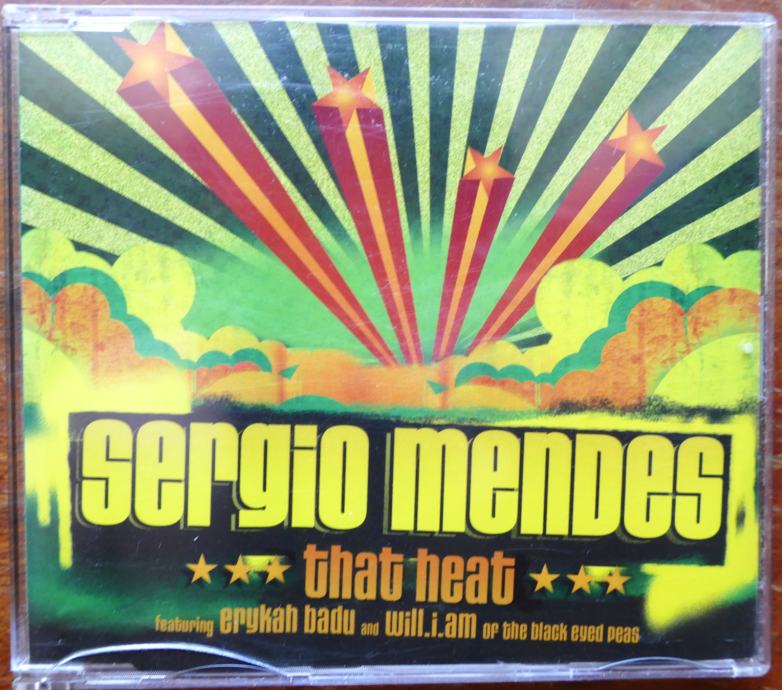 sergio mendes
that heat
featuring erykah badu and will.i.am of the black eyed peas